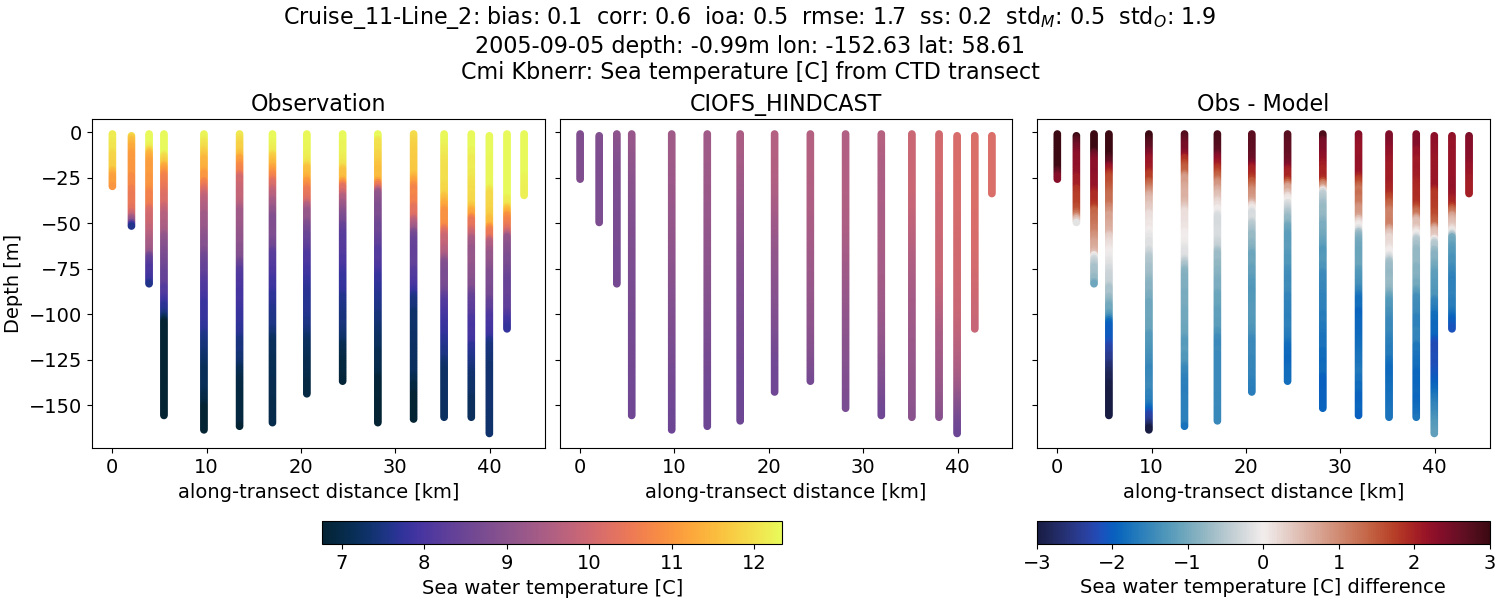 Cruise_11-Line_2: bias: 0.1 corr: 0.6 ioa: 0.5 rmse: 1.7 ss: 0.2 std_M: 0.5 std_O: 1.9
2005-09-05 depth: -0.99m lon: -152.63 lat: 58.61
Cmi Kbnerr: Sea temperature [C] from CTD transect
Observation
CIOFS_HINDCAST
Obs - Model
Depth [m]
0
−25
−50
−75
−100
−125
−150
0 10 20 30 40
0 10 20 30 40
0 10 20 30 40
along-transect distance [km]
along-transect distance [km]
along-transect distance [km]
7 8 9 10 11 12
Sea water temperature [C]
−3 −2 −1 0 1 2 3
Sea water temperature [C] difference